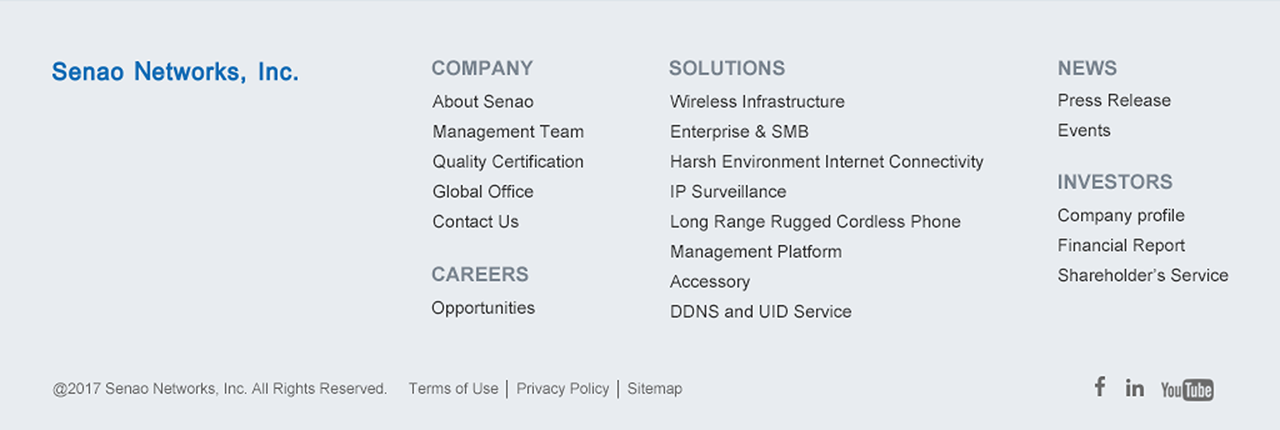 Senao Networks, Inc.
COMPANY
About Senao
Management Team
Quality Certification
Global Office
Contact Us
CAREERS
Opportunities
SOLUTIONS
Wireless Infrastructure
Enterprise & SMB
Harsh Environment Internet Connectivity
IP Surveillance
Long Range Rugged Cordless Phone
Management Platform
Accessory
DDNS and UID Service
NEWS
Press Release
Events
INVESTORS
Company profile
Financial Report
Shareholder’s Service
@2017 Senao Networks, Inc. All Rights Reserved. Terms of Use | Privacy Policy | Sitemap
f in YouTube